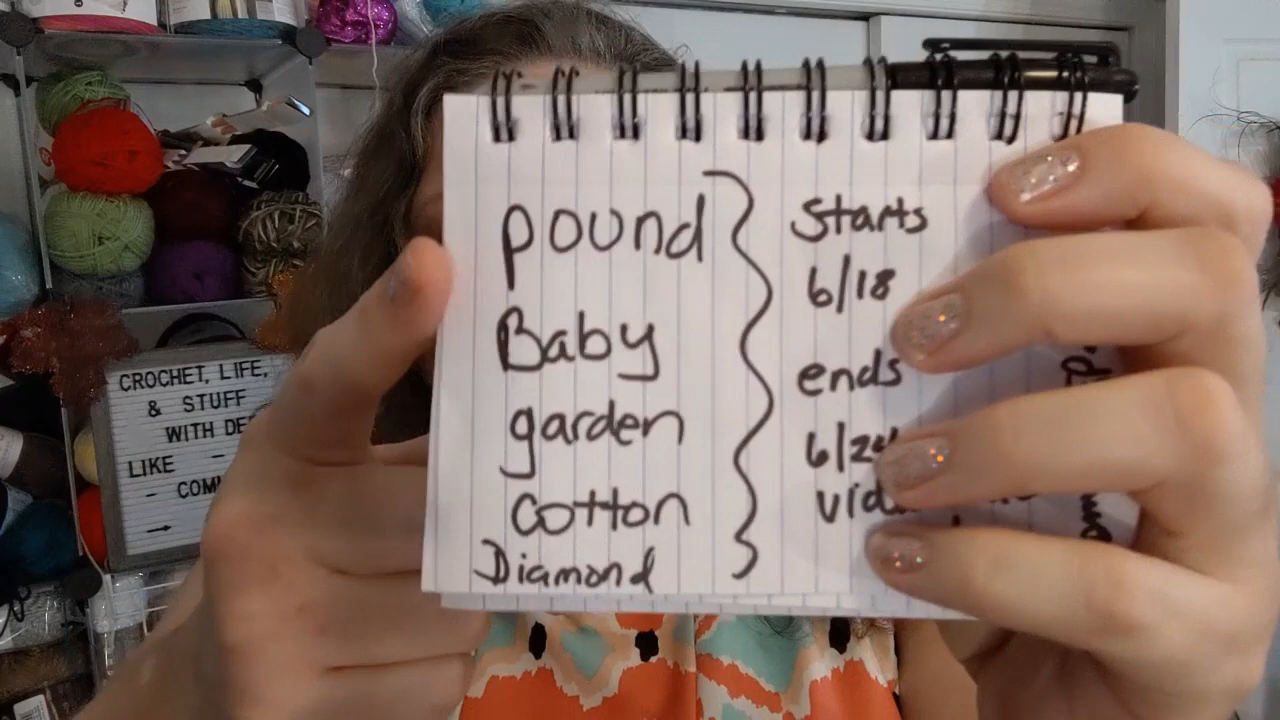 pound
Baby
garden
cotton
Diamond
Starts
6/18
ends
CROCHET, LIFE,
& STUFF
WITH
LIKE -
-